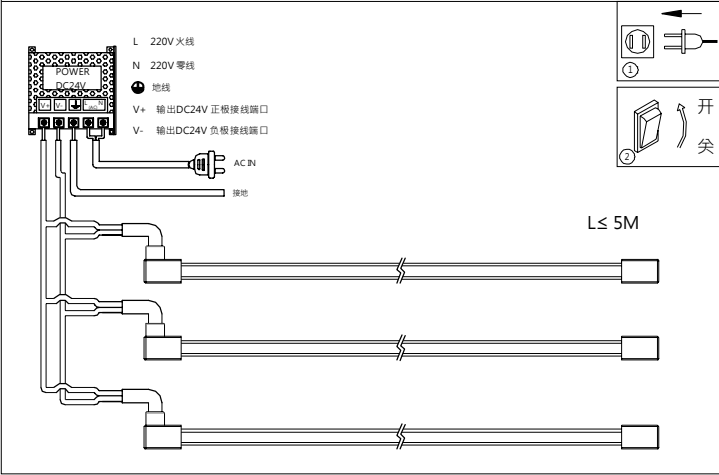 POWER
DC24V
V+ V- L N
L 220V 火线
N 220V 零线
地线
V+ 输出DC24V 正极接线端口
V- 输出DC24V 负极接线端口
AC IN
接地
L≤ 5M
1
开
关
2